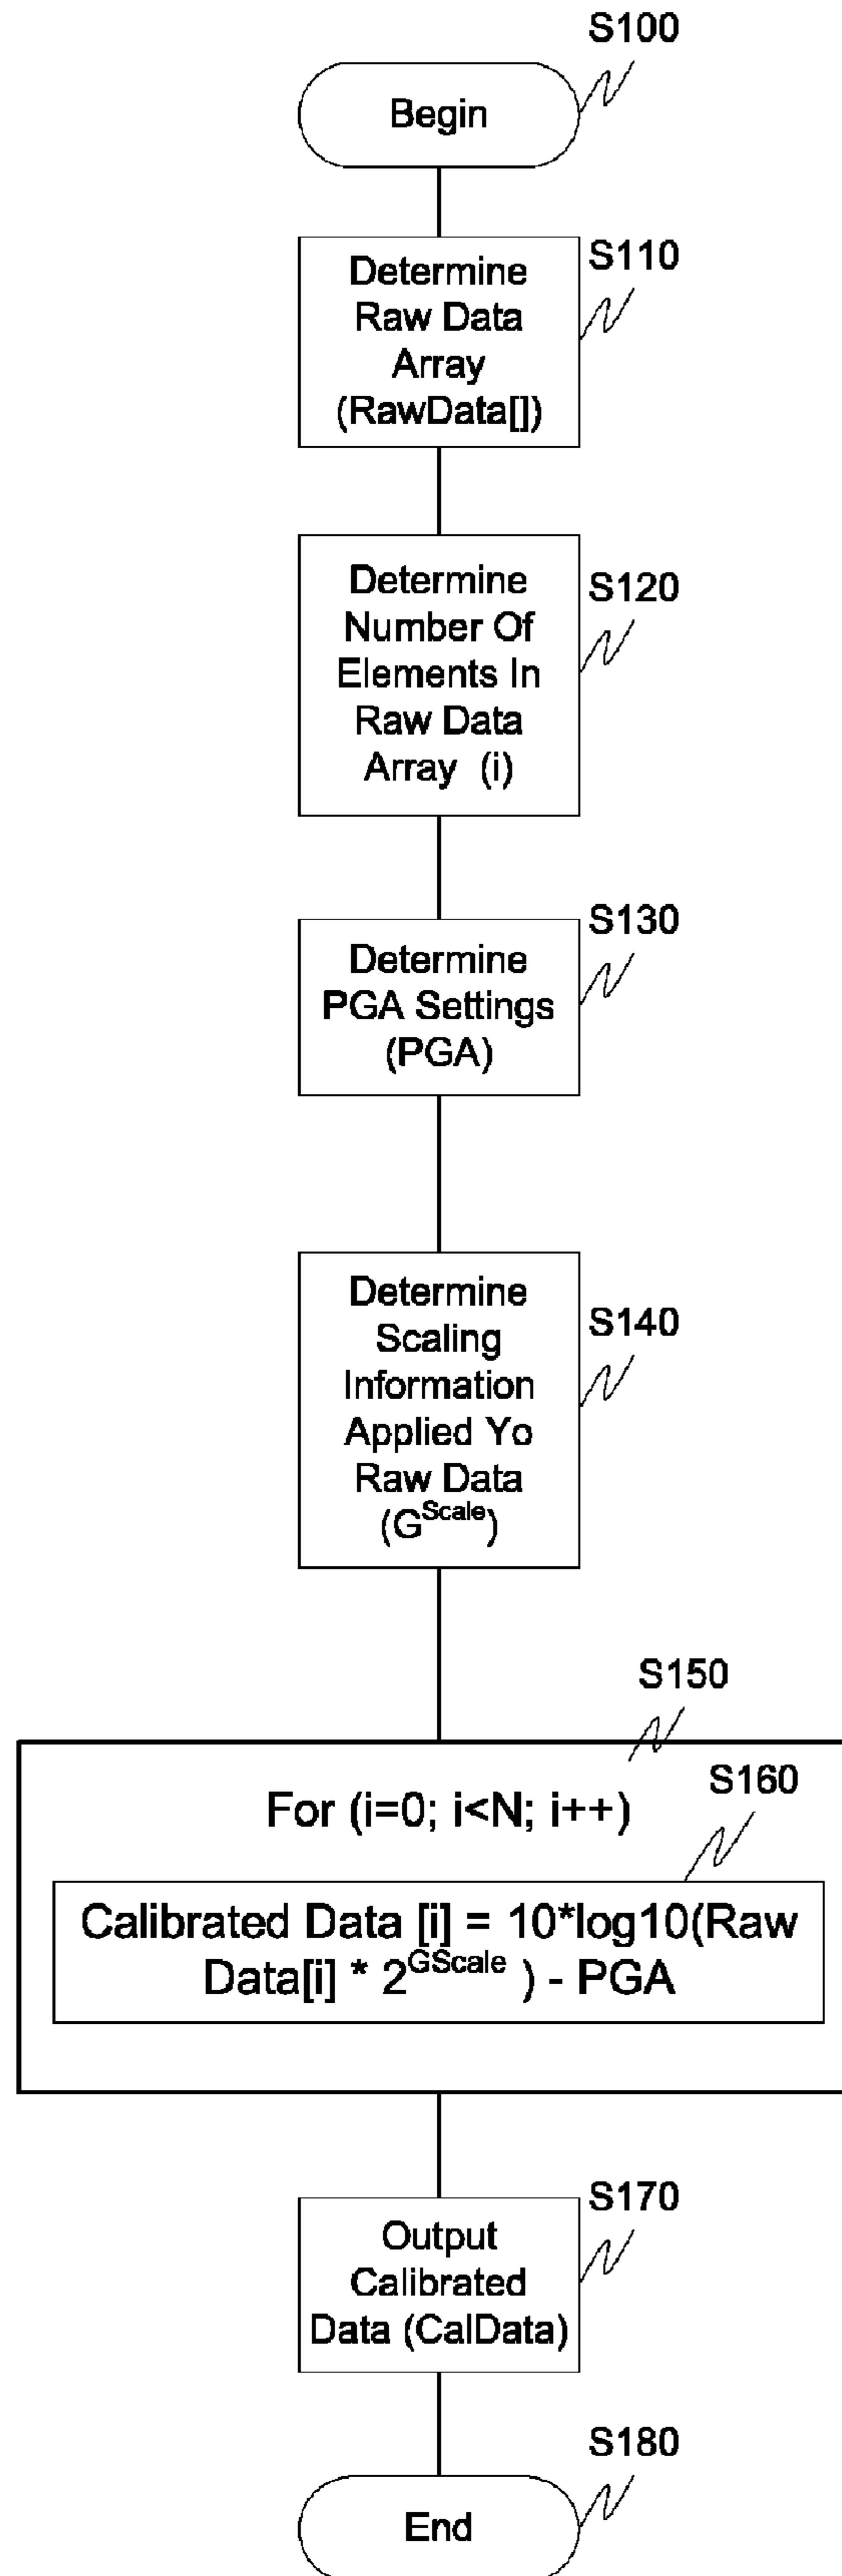 S100
Begin
S110
Determine
Raw Data
Array
(RawData[])
S120
Determine
Number Of
Elements In
Raw Data
Array (i)
S130
Determine
PGA Settings
(PGA)
S140
Determine
Scaling
Information
Applied Yo
Raw Data
(G^Scale)
S150
For (i=0; i<N; i++)
S160
Calibrated Data [i] = 10*log10(Raw
Data[i] * 2^GScale ) - PGA
S170
Output
Calibrated
Data (CalData)
S180
End